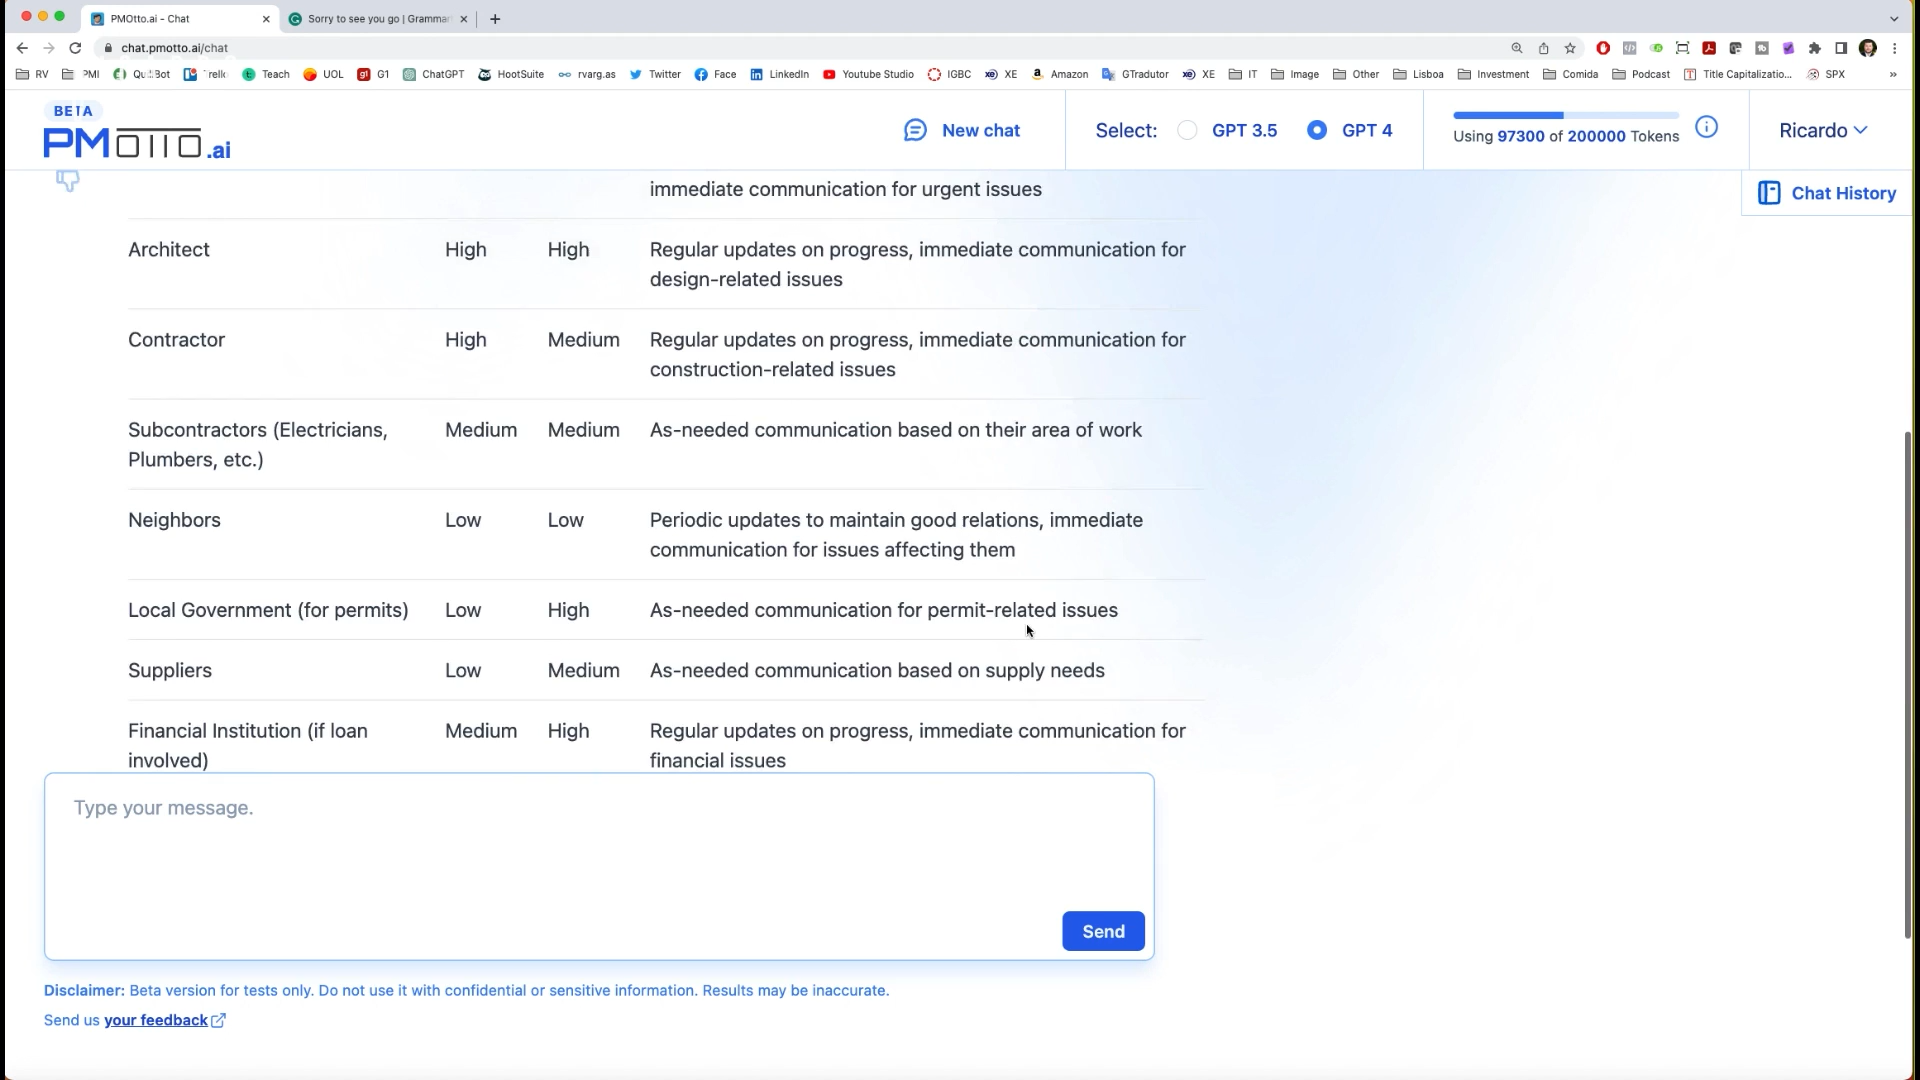 PMOtto.ai - Chat
Sorry to see you go | Gramma
chat.pmotto.ai/chat
RV PMI Bot Teach UOL G1 ChatGPT HootSuite rvarg.as Twitter Face LinkedIn Youtube Studio IGBC XE Amazon GTradutor XE IT Image Other Lisboa Investment Comida Podcast Title Capitalizatio... SPX »
BETA
PMOTTO.ai
New chat
Select: GPT 3.5 GPT 4
Using 97300 of 200000 Tokens
Ricardo
Chat History
immediate communication for urgent issues
Architect High High Regular updates on progress, immediate communication for
design-related issues
Contractor High Medium Regular updates on progress, immediate communication for
construction-related issues
Subcontractors (Electricians, Medium Medium As-needed communication based on their area of work
Plumbers, etc.)
Neighbors Low Low Periodic updates to maintain good relations, immediate
communication for issues affecting them
Local Government (for permits) Low High As-needed communication for permit-related issues
Suppliers Low Medium As-needed communication based on supply needs
Financial Institution (if loan Medium High Regular updates on progress, immediate communication for
involved) financial issues
Type your message.
Send
Disclaimer: Beta version for tests only. Do not use it with confidential or sensitive information. Results may be inaccurate.
Send us your feedback